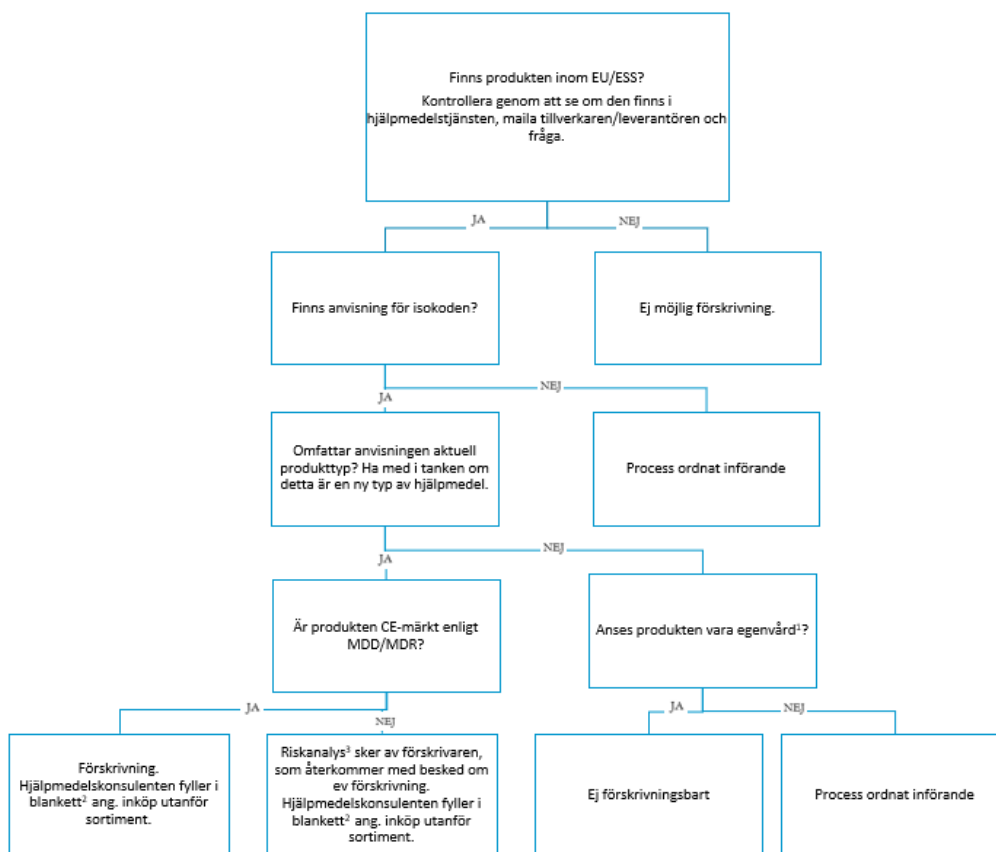 Finns produkten inom EU/ESS?
Kontrollera genom att se om den finns i
hjälpmedelstjänsten, maila tillverkaren/leverantören och
fråga.
JA
NEJ
Finns anvisning för isokoden?
Ej möjlig förskrivning.
JA
NEJ
Omfattar anvisningen aktuell
produkttyp? Ha med i tanken om
detta är en ny typ av hjälpmedel.
Process ordnat införande
JA
NEJ
Är produkten CE-märkt enligt
MDD/MDR?
Anses produkten vara egenvård¹?
JA
NEJ
JA
NEJ
Förskrivning.
Hjälpmedelskonsulenten fyller i
blankett² ang. inköp utanför
sortiment.
Riskanalys³ sker av förskrivaren,
som återkommer med besked om
ev förskrivning.
Hjälpmedelskonsulenten fyller i
blankett² ang. inköp utanför
sortiment.
Ej förskrivningsbart
Process ordnat införande